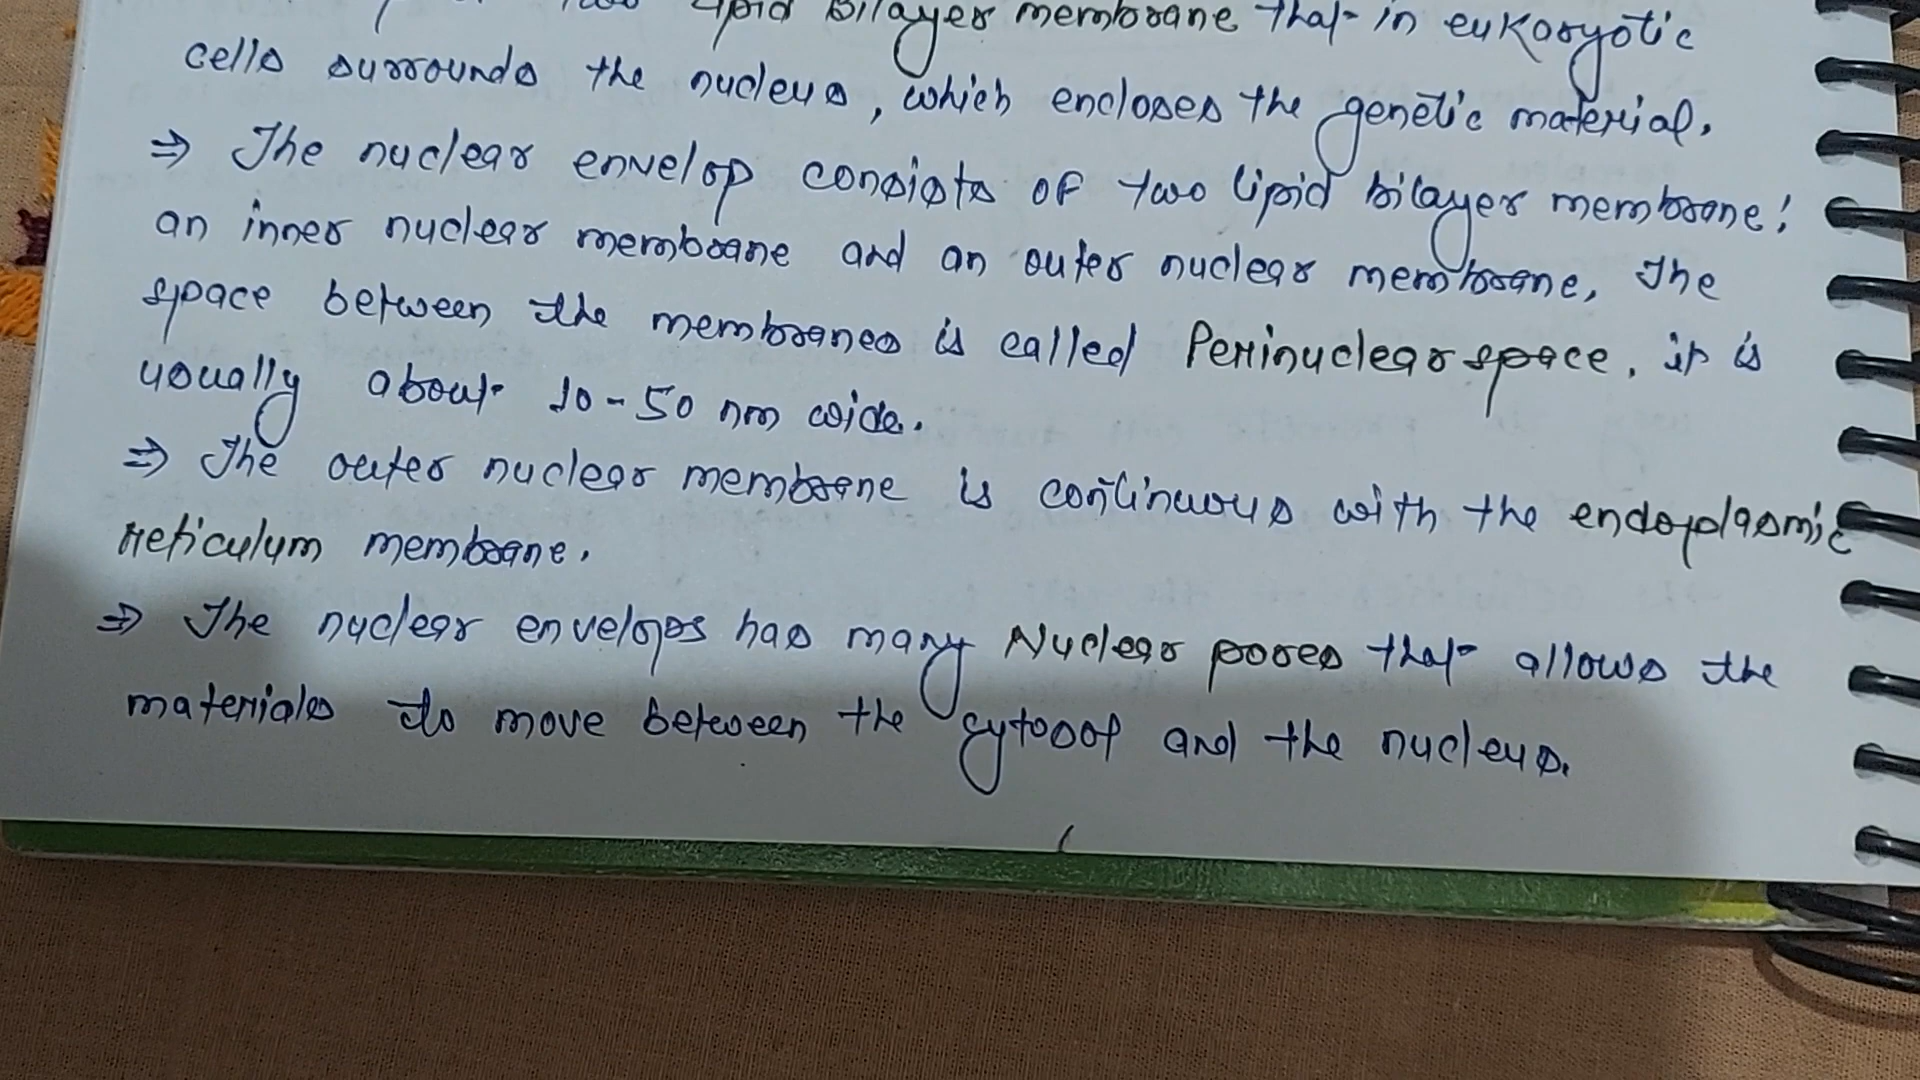 lipid bilayer membrane that in eukaryotic
cells surrounds the nucleus, which encloses the genetic material.
⇒ The nuclear envelop consists of two lipid bilayer membrane;
an inner nuclear membrane and an outer nuclear membrane. The
space between the membranes is called Perinuclear space. it is
usually about 10-50 nm wide.
⇒ The outer nuclear membrane is continuous with the endoplasmic
reticulum membrane.
⇒ The nuclear envelops has many Nuclear pores that allows the
materials to move between the cytosol and the nucleus.